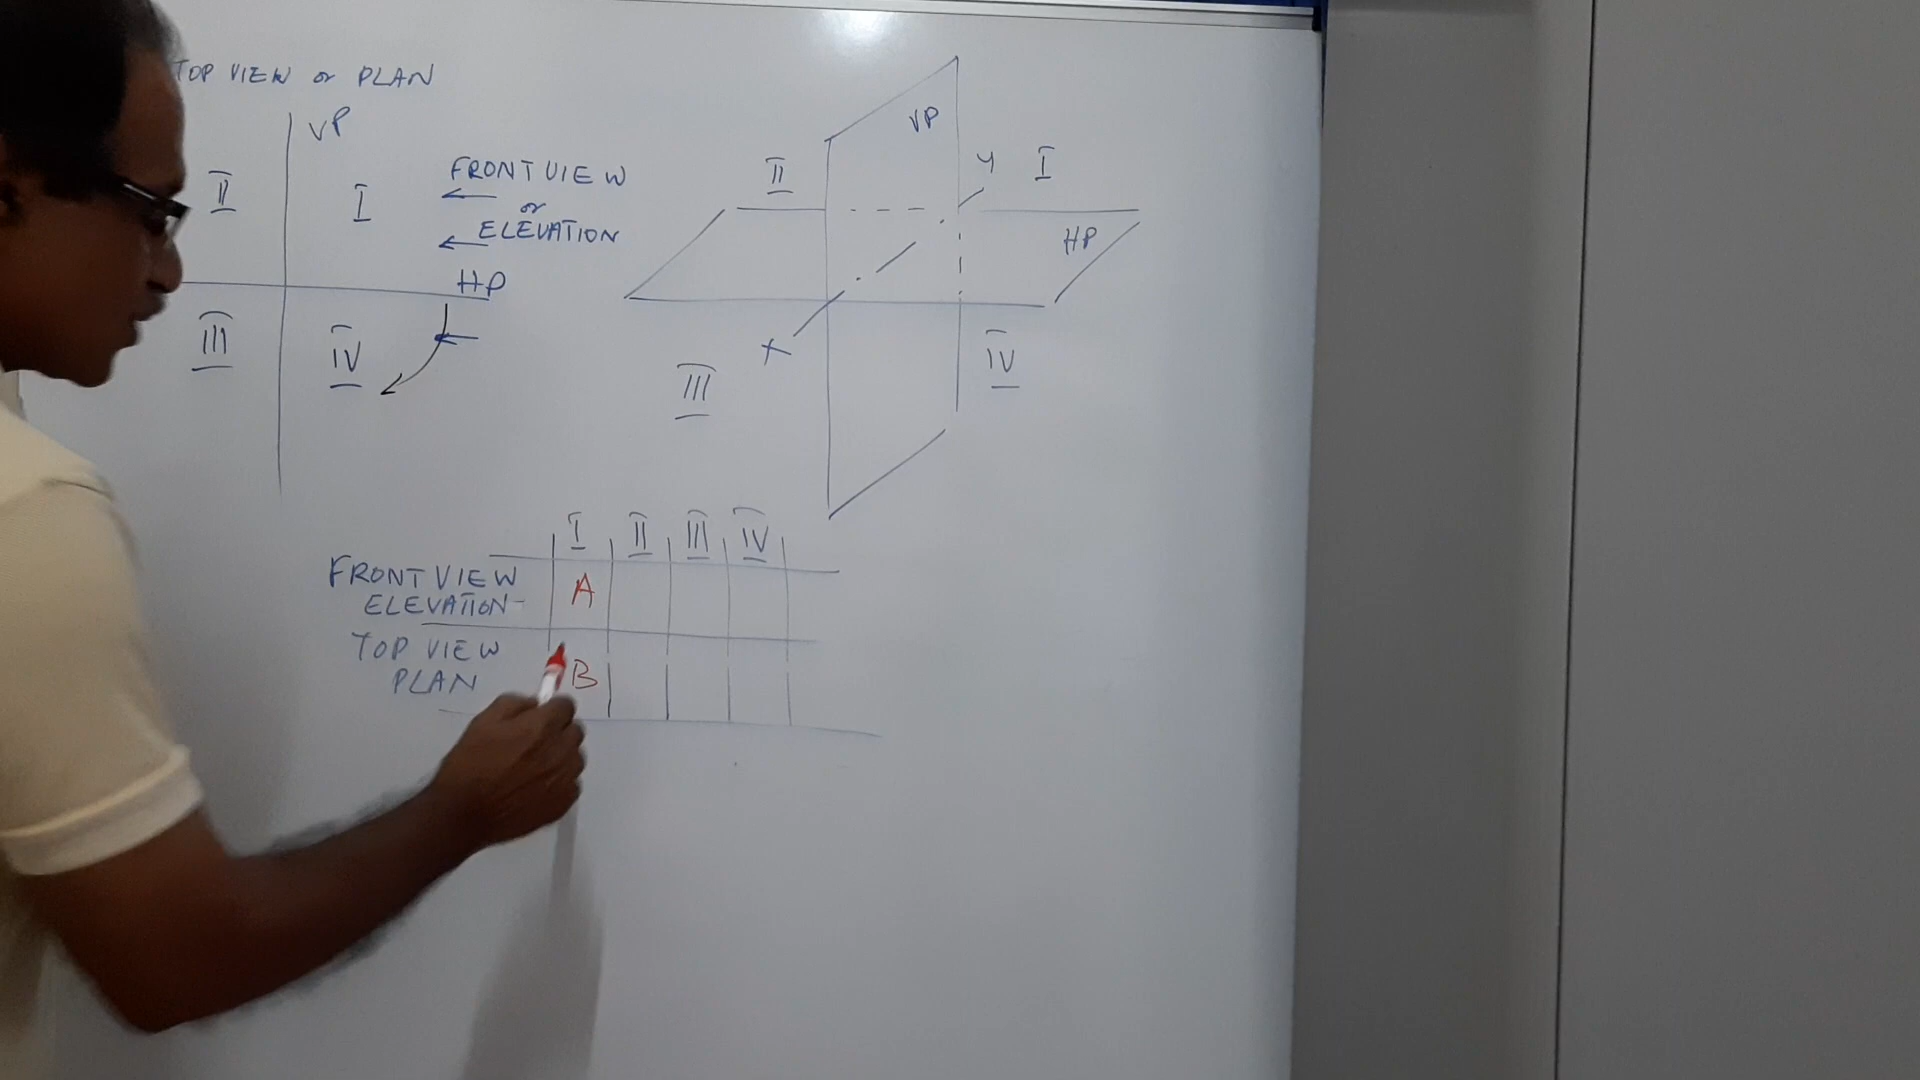 TOP VIEW or PLAN
VP
II
I
FRONT VIEW
or
ELEVATION
HP
III
IV
VP
II
Y
I
HP
X
III
IV
I II III IV
FRONT VIEW
ELEVATION
A
TOP VIEW
PLAN
B